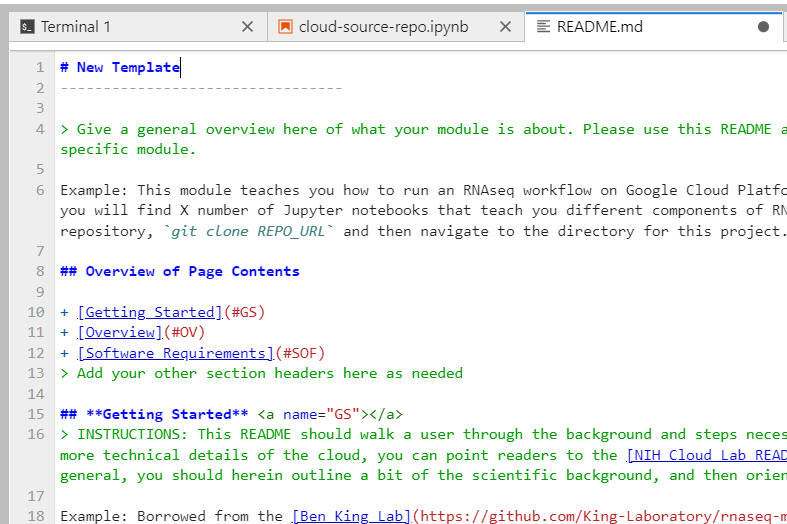 Terminal 1 × cloud-source-repo.ipynb × README.md
1 # New Template
2 ---------------------------------
3
4 > Give a general overview here of what your module is about. Please use this README a
specific module.
5
6 Example: This module teaches you how to run an RNAseq workflow on Google Cloud Platfo
you will find X number of Jupyter notebooks that teach you different components of RN
repository, `git clone REPO_URL` and then navigate to the directory for this project.
7
8 ## Overview of Page Contents
9
10 + [Getting Started](#GS)
11 + [Overview](#OV)
12 + [Software Requirements](#SOF)
13 > Add your other section headers here as needed
14
15 ## **Getting Started** <a name="GS"></a>
16 > INSTRUCTIONS: This README should walk a user through the background and steps neces
more technical details of the cloud, you can point readers to the [NIH Cloud Lab READ
general, you should herein outline a bit of the scientific background, and then orien
17
18 Example: Borrowed from the [Ben King Lab](https://github.com/King-Laboratory/rnaseq-m